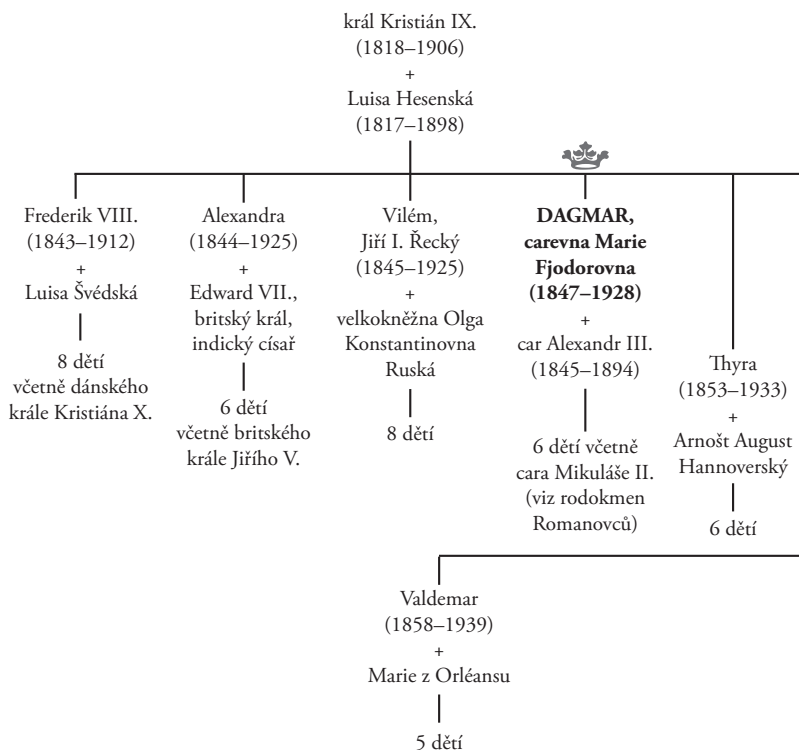 král Kristián IX.
(1818–1906)
+
Luisa Hesenská
(1817–1898)
Frederik VIII.
(1843–1912)
+
Luisa Švédská
8 dětí
včetně dánského
krále Kristiána X.
Alexandra
(1844–1925)
+
Edward VII.,
britský král,
indický císař
6 dětí
včetně britského
krále Jiřího V.
Vilém,
Jiří I. Řecký
(1845–1925)
+
velkokněžna Olga
Konstantinovna
Ruská
8 dětí
DAGMAR,
carevna Marie
Fjodorovna
(1847–1928)
+
car Alexandr III.
(1845–1894)
6 dětí včetně
cara Mikuláše II.
(viz rodokmen
Romanovců)
Thyra
(1853–1933)
+
Arnošt August
Hannoverský
6 dětí
Valdemar
(1858–1939)
+
Marie z Orléansu
5 dětí